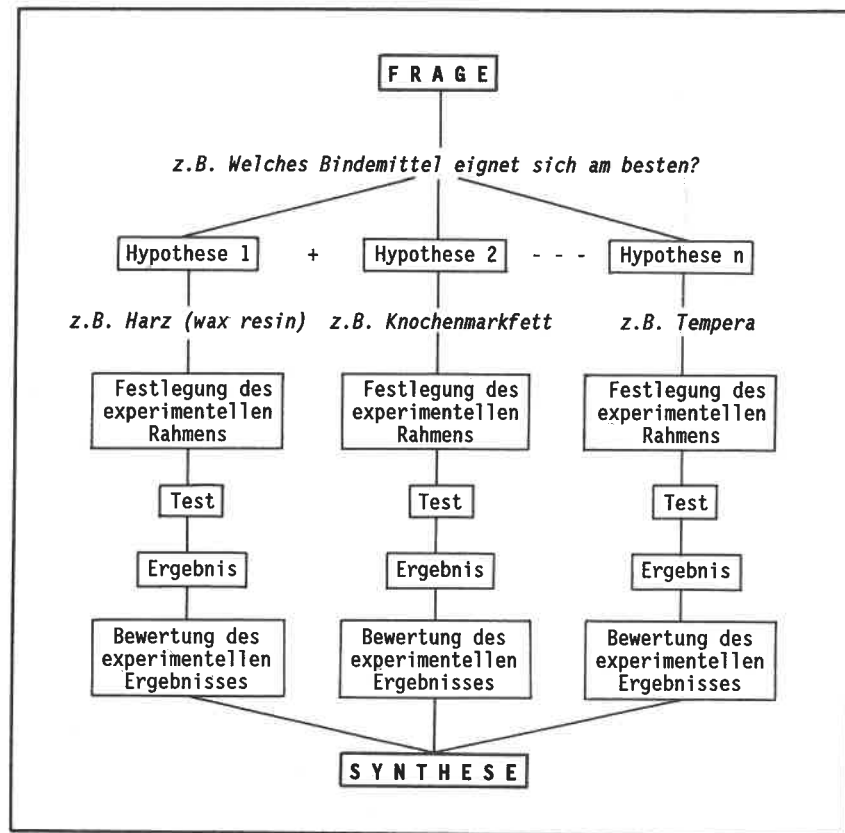 F R A G E
z.B. Welches Bindemittel eignet sich am besten?
Hypothese 1 + Hypothese 2 - - - Hypothese n
z.B. Harz (wax resin) z.B. Knochenmarkfett z.B. Tempera
Festlegung des
experimentellen
Rahmens
Festlegung des
experimentellen
Rahmens
Festlegung des
experimentellen
Rahmens
Test Test Test
Ergebnis Ergebnis Ergebnis
Bewertung des
experimentellen
Ergebnisses
Bewertung des
experimentellen
Ergebnisses
Bewertung des
experimentellen
Ergebnisses
S Y N T H E S E